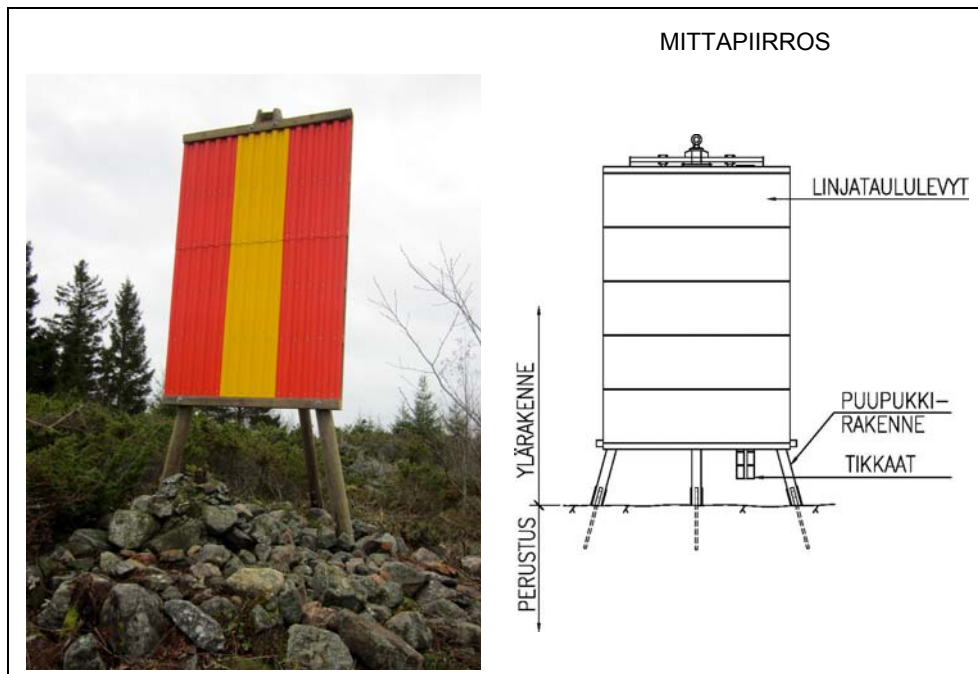 MITTAPIIRROS
LINJATAULULEVYT
YLÄRAKENNE
PUUPUKKI–
RAKENNE
TIKKAAT
PERUSTUS